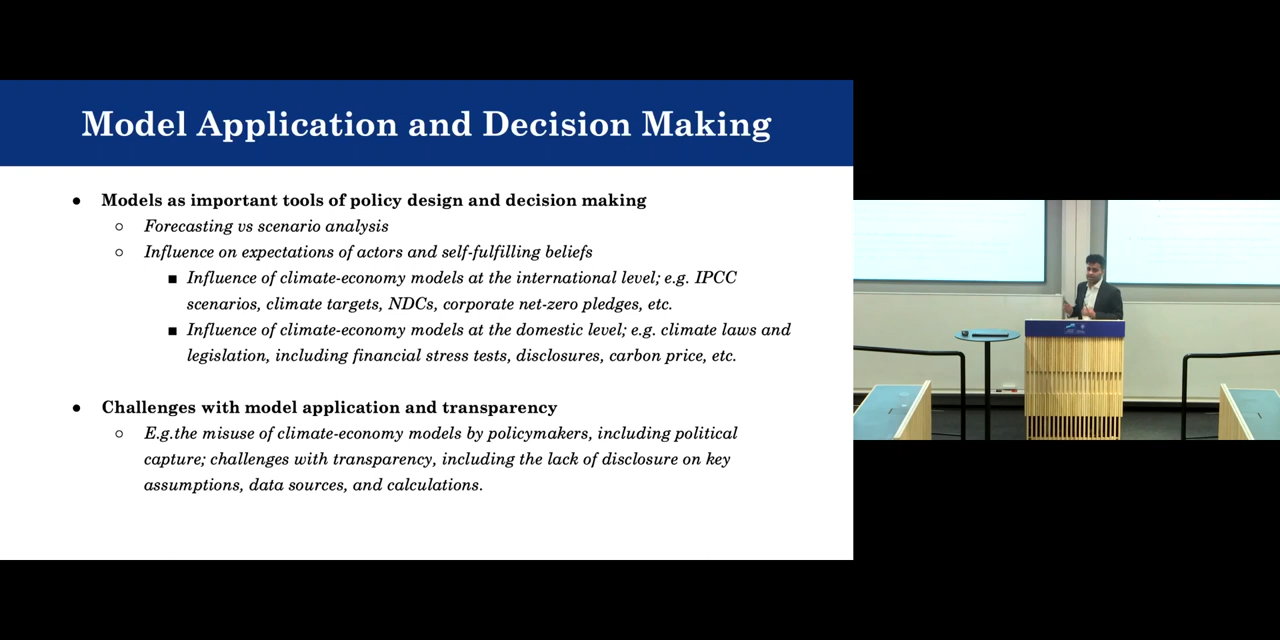 Model Application and Decision Making
● Models as important tools of policy design and decision making
○ Forecasting vs scenario analysis
○ Influence on expectations of actors and self-fulfilling beliefs
■ Influence of climate-economy models at the international level; e.g. IPCC
scenarios, climate targets, NDCs, corporate net-zero pledges, etc.
■ Influence of climate-economy models at the domestic level; e.g. climate laws and
legislation, including financial stress tests, disclosures, carbon price, etc.
● Challenges with model application and transparency
○ E.g.the misuse of climate-economy models by policymakers, including political
capture; challenges with transparency, including the lack of disclosure on key
assumptions, data sources, and calculations.